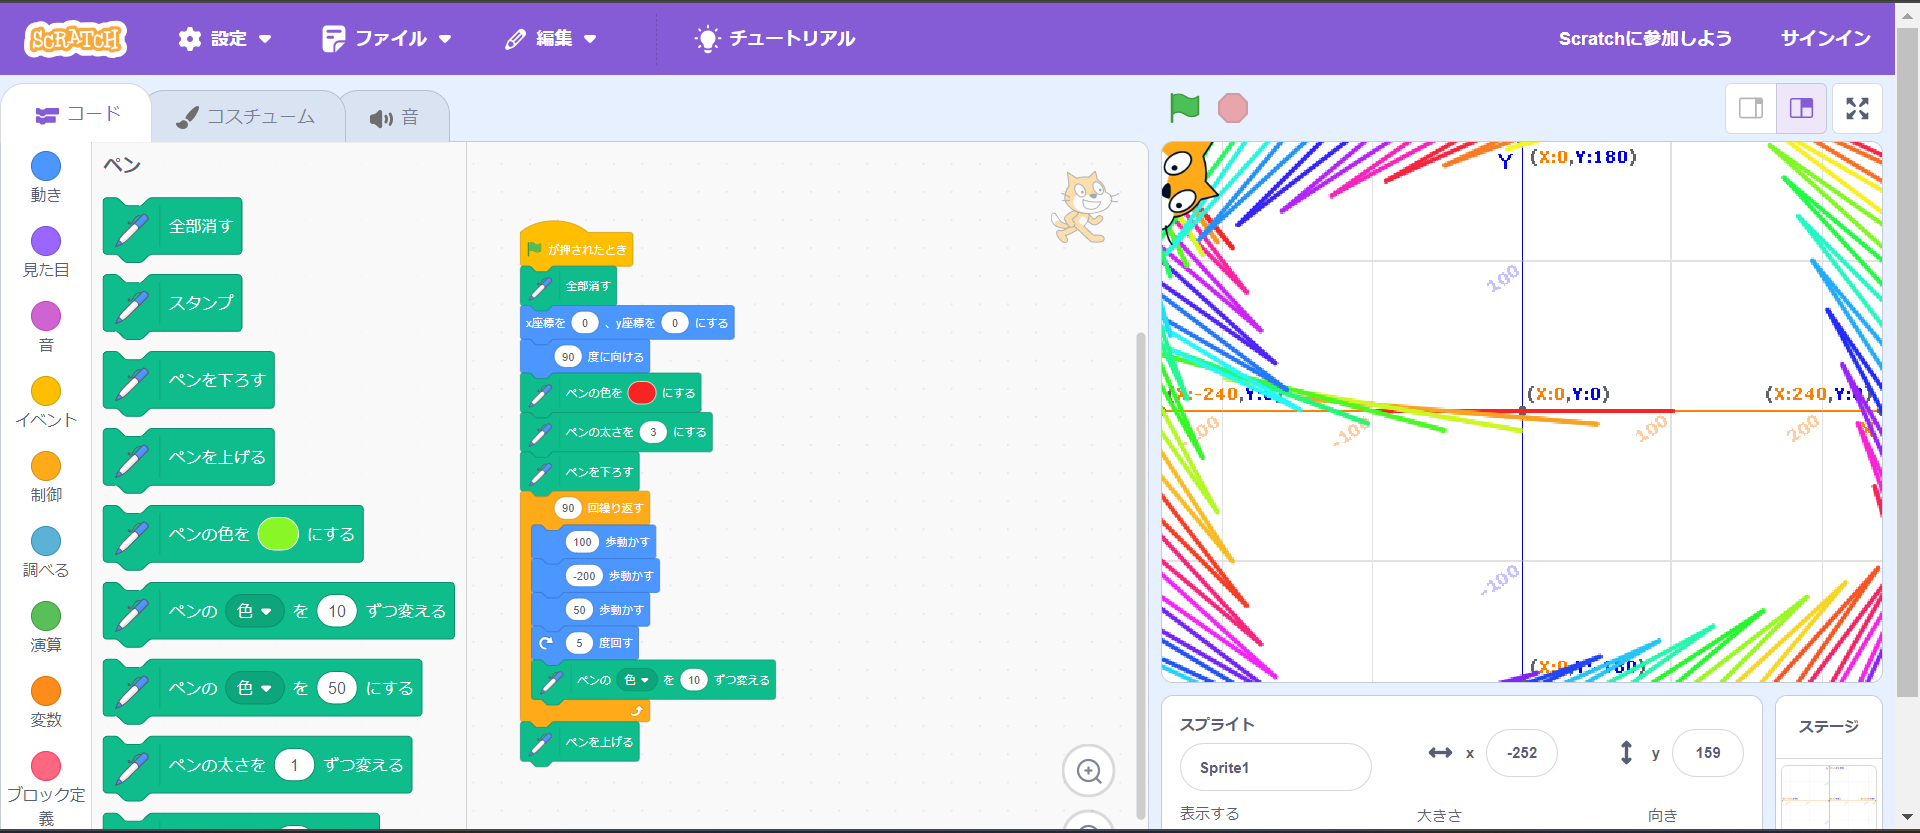 SCRATCH 設定 ファイル 編集 チュートリアル Scratchに参加しよう サインイン
コード コスチューム 音
動き
見た目
音
イベント
制御
調べる
演算
変数
ブロック定
義
ペン
全部消す
スタンプ
ペンを下ろす
ペンを上げる
ペンの色を にする
ペンの 色 を 10 ずつ変える
ペンの 色 を 50 にする
ペンの太さを 1 ずつ変える
が押されたとき
全部消す
x座標を 0 、y座標を 0 にする
90 度に向ける
ペンの色を にする
ペンの太さを 3 にする
ペンを下ろす
90 回繰り返す
100 歩動かす
-200 歩動かす
50 歩動かす
5 度回す
ペンの 色 を 10 ずつ変える
ペンを上げる
Y (X:0,Y:180)
100
(X:0,Y:0) (X:240,Y:0)
100 200
-100
スプライト
Sprite1
x -252 y 159
表示する 大きさ 向き
ステージ